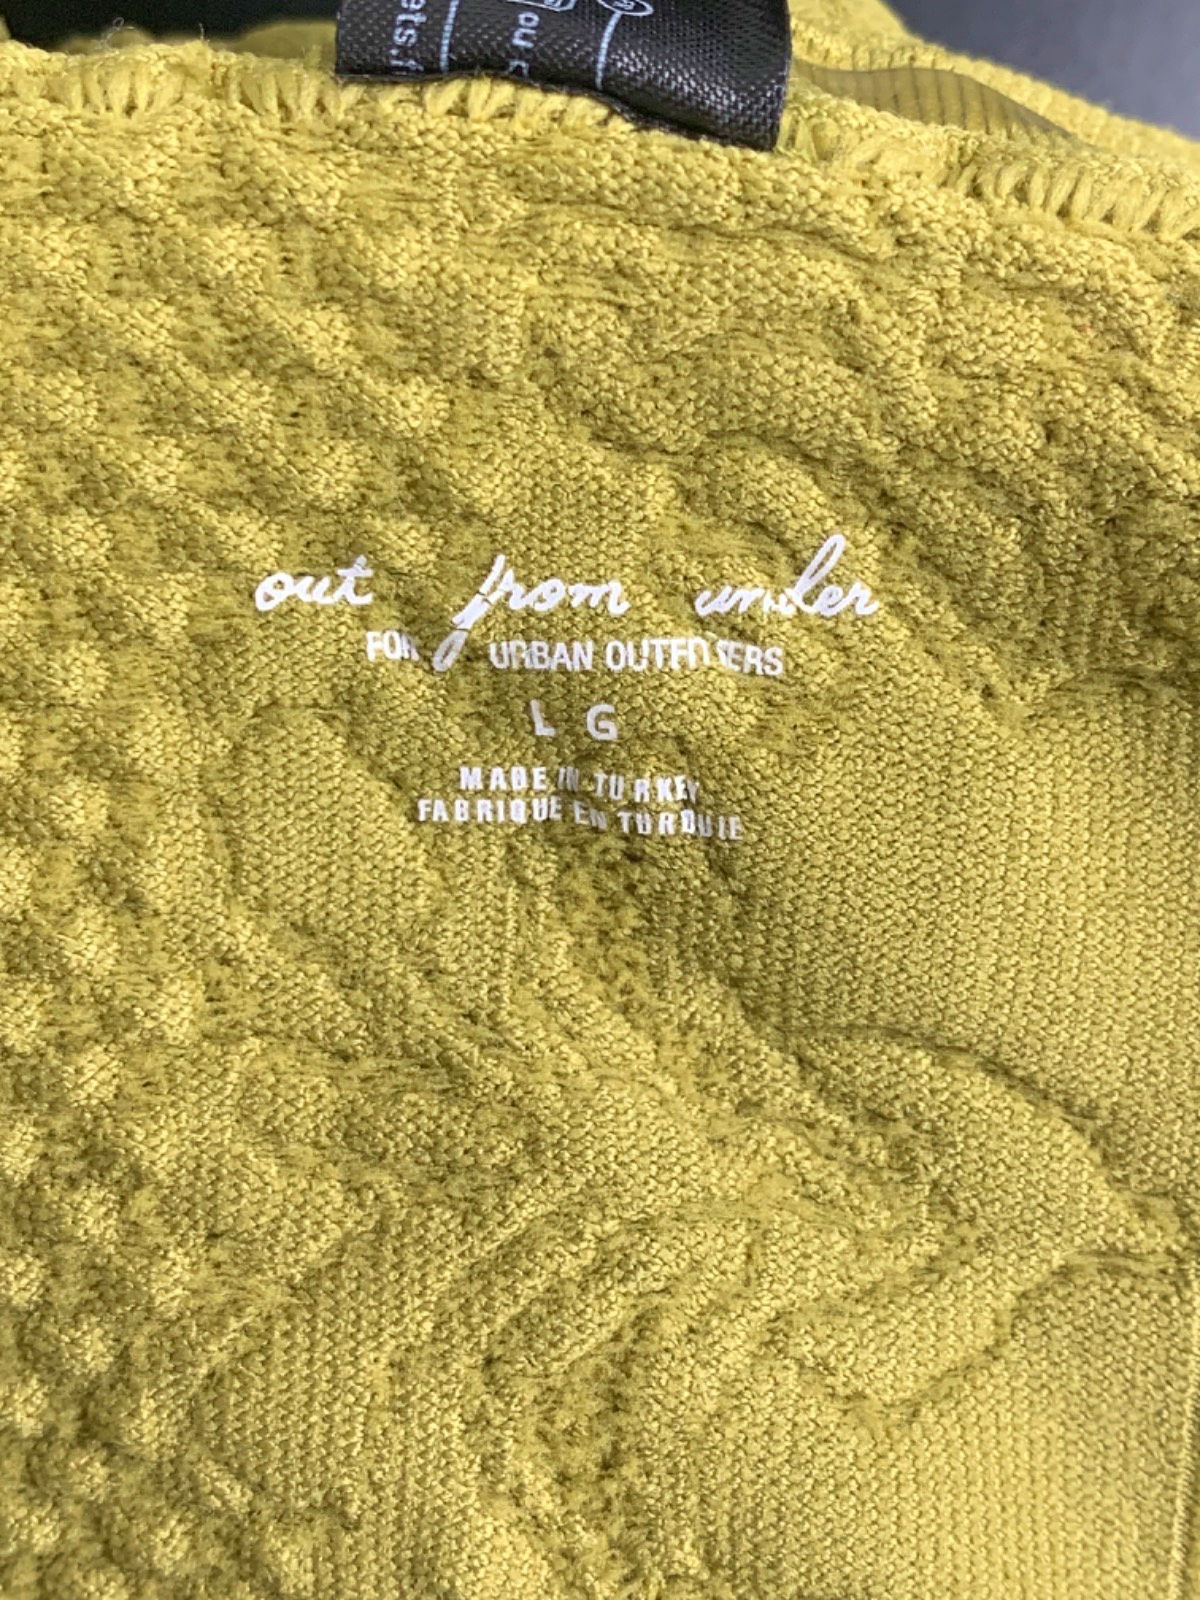 out from under
FOR URBAN OUTFITTERS
L G
MADE IN TURKEY
FABRIQUE EN TURQUIE